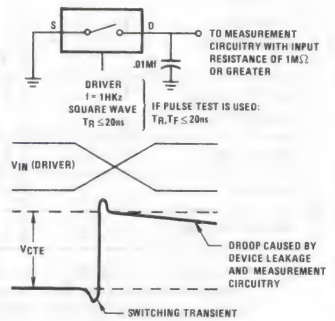 S
D
TO MEASUREMENT
CIRCUITRY WITH INPUT
RESISTANCE OF 1MΩ
OR GREATER
.01Mf
DRIVER
f = 1HKz
SQUARE WAVE
TR ≤20ns
IF PULSE TEST IS USED:
TR,TF ≤20ns
VIN (DRIVER)
VCTE
DROOP CAUSED BY
DEVICE LEAKAGE
AND MEASUREMENT
CIRCUITRY
SWITCHING TRANSIENT